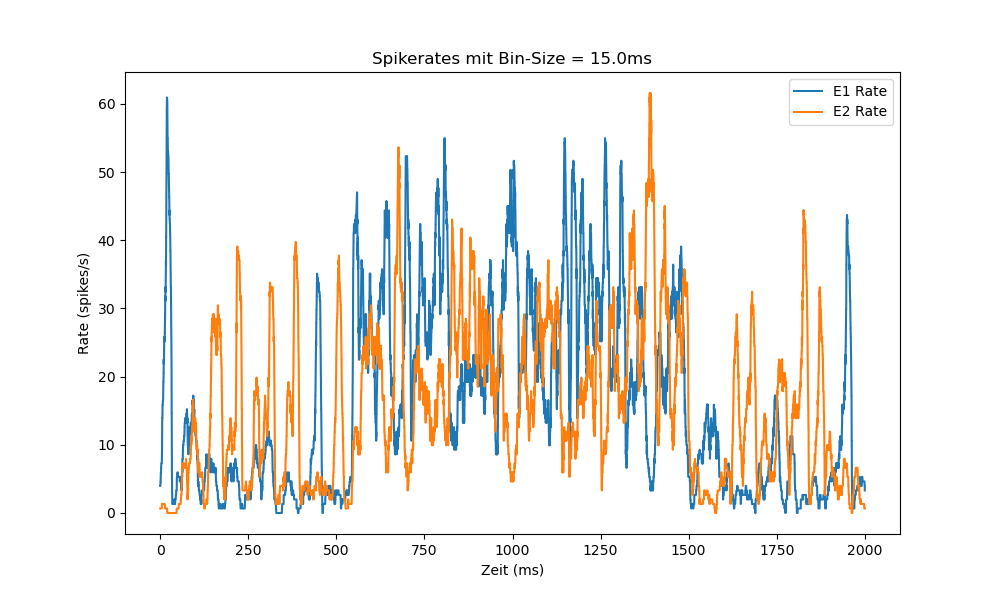 Spikerates mit Bin-Size = 15.0ms
E1 Rate
E2 Rate
Rate (spikes/s)
60
50
40
30
20
10
0
0 250 500 750 1000 1250 1500 1750 2000
Zeit (ms)